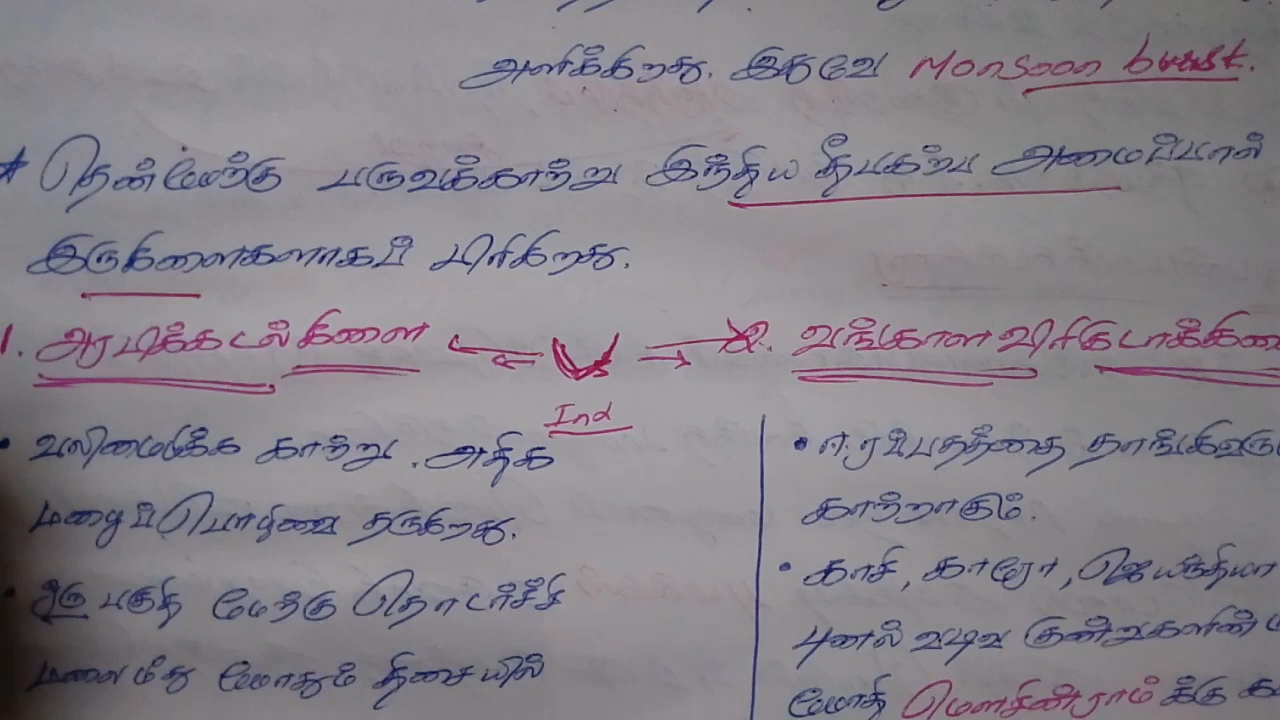 அளிக்கிறது. இதுவே Monsoon burst.
* தென்மேற்கு பருவக்காற்று இந்திய தீபகற்ப அமைப்பால்
இருகிளைகளாகப் பிரிகிறது.
1. அரபிக்கடல் கிளை
2. வங்காள விரிகுடாக்கிளை
Ind
• வலிமைமிக்க காற்று. அதிக
மழைப்பொழிவை தருகிறது.
• ஒரு பகுதி மேற்கு தொடர்ச்சி
மலை மீது மோதும் திசையில்
• ஈரப்பதத்தை தாங்கிவரு
காற்றாகும்.
• காசி, காரோ, ஜெயந்தியா
புனல் வடிவ குன்றுகளின்
மோதி மௌசின்ராம் க்கு